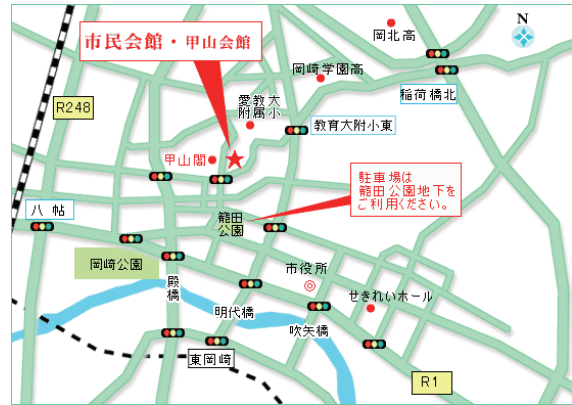 岡北高
N
市民会館・甲山会館
岡崎学園高
R248
稲荷橋北
愛教大
附属小
教育大附小東
甲山閣
駐車場は
籠田公園地下を
ご利用ください。
八帖
籠田
公園
岡崎公園
市役所
殿橋
せきれいホール
明代橋
吹矢橋
東岡崎
R1